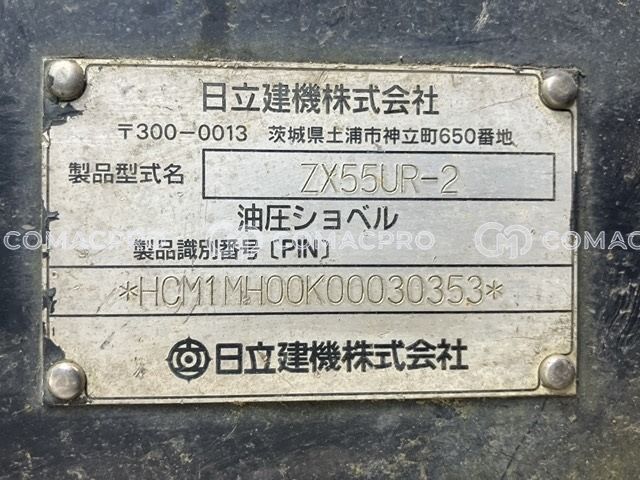 日立建機株式会社
〒300-0013 茨城県土浦市神立町650番地
製品型式名 ZX55UR-2
油圧ショベル
製品識別番号〔PIN〕
COMACPRO COMACPRO COMACPRO
*HCM1MH00K00030353*
日立建機株式会社